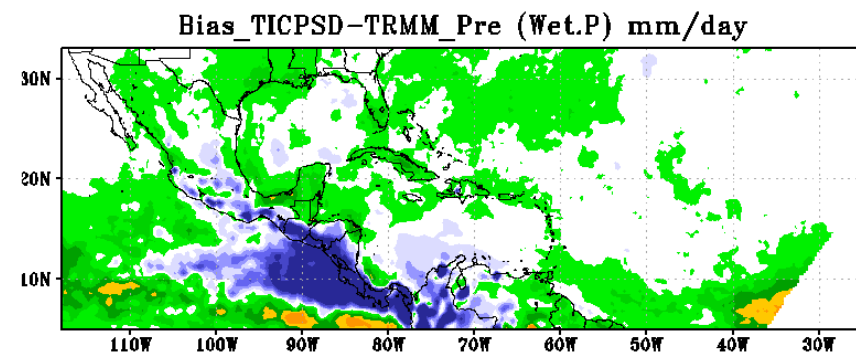 Bias_TICPSD-TRMM_Pre (Wet.P) mm/day
30N
20N
10N
110W 100W 90W 80W 70W 60W 50W 40W 30W